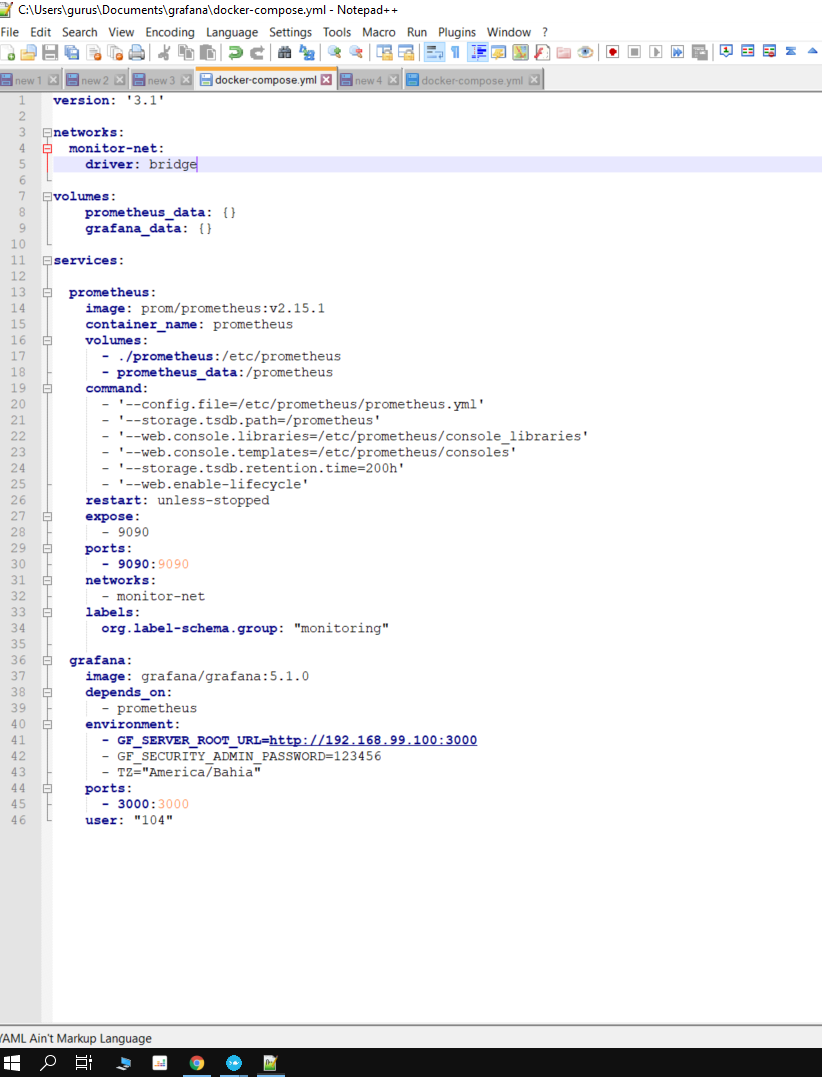 C:\Users\gurus\Documents\grafana\docker-compose.yml - Notepad++
File Edit Search View Encoding Language Settings Tools Macro Run Plugins Window ?
new 1 new 2 new 3 docker-compose.yml new 4 docker-compose.yml
1 version: '3.1'
2
3 networks:
4 monitor-net:
5 driver: bridge
6
7 volumes:
8 prometheus_data: {}
9 grafana_data: {}
10
11 services:
12
13 prometheus:
14 image: prom/prometheus:v2.15.1
15 container_name: prometheus
16 volumes:
17 - ./prometheus:/etc/prometheus
18 - prometheus_data:/prometheus
19 command:
20 - '--config.file=/etc/prometheus/prometheus.yml'
21 - '--storage.tsdb.path=/prometheus'
22 - '--web.console.libraries=/etc/prometheus/console_libraries'
23 - '--web.console.templates=/etc/prometheus/consoles'
24 - '--storage.tsdb.retention.time=200h'
25 - '--web.enable-lifecycle'
26 restart: unless-stopped
27 expose:
28 - 9090
29 ports:
30 - 9090:9090
31 networks:
32 - monitor-net
33 labels:
34 org.label-schema.group: "monitoring"
35
36 grafana:
37 image: grafana/grafana:5.1.0
38 depends_on:
39 - prometheus
40 environment:
41 - GF_SERVER_ROOT_URL=http://192.168.99.100:3000
42 - GF_SECURITY_ADMIN_PASSWORD=123456
43 - TZ="America/Bahia"
44 ports:
45 - 3000:3000
46 user: "104"
YAML Ain't Markup Language